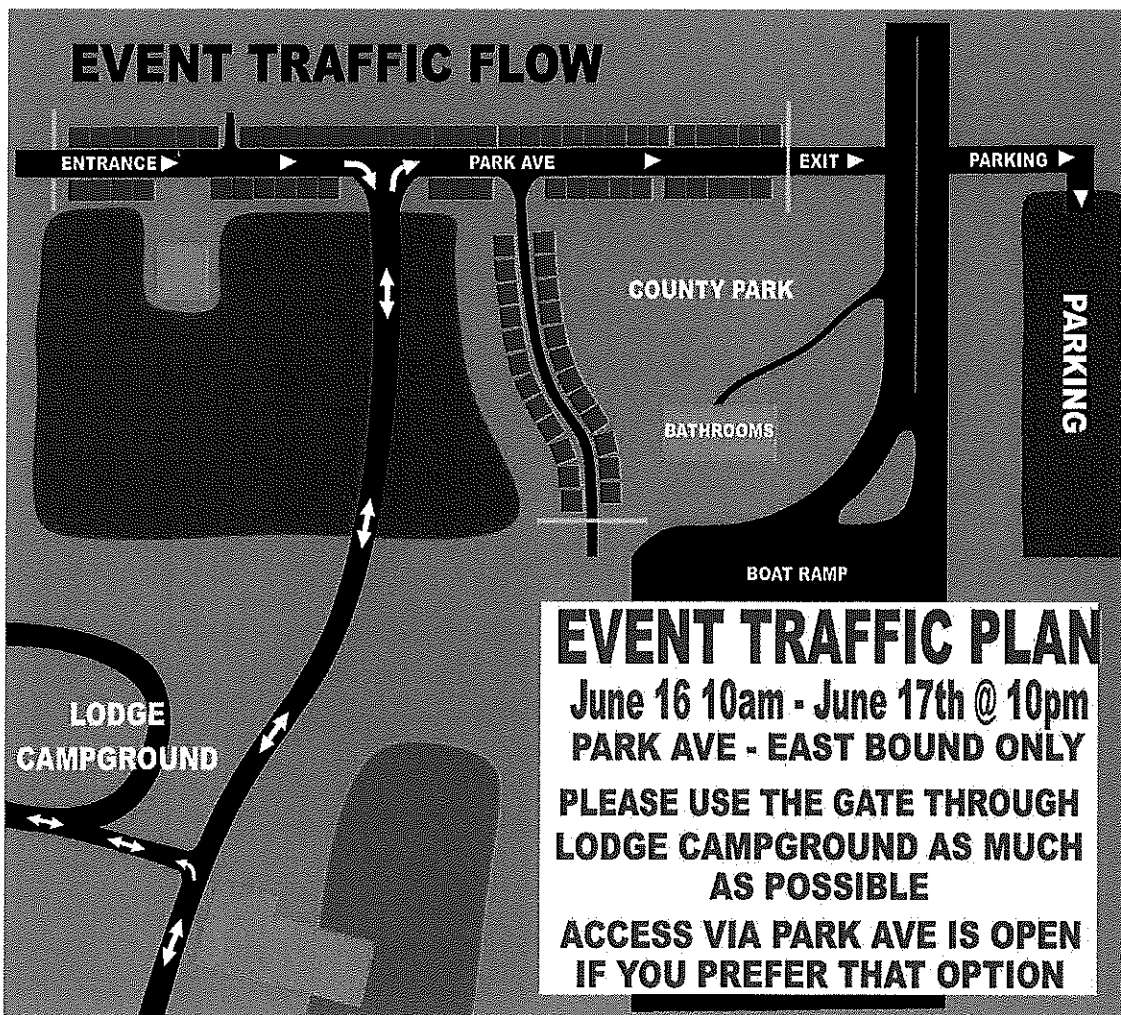 EVENT TRAFFIC FLOW
ENTRANCE
PARK AVE
EXIT
PARKING
COUNTY PARK
PARKING
BATHROOMS
BOAT RAMP
LODGE
CAMPGROUND
EVENT TRAFFIC PLAN
June 16 10am - June 17th @ 10pm
PARK AVE - EAST BOUND ONLY
PLEASE USE THE GATE THROUGH
LODGE CAMPGROUND AS MUCH
AS POSSIBLE
ACCESS VIA PARK AVE IS OPEN
IF YOU PREFER THAT OPTION